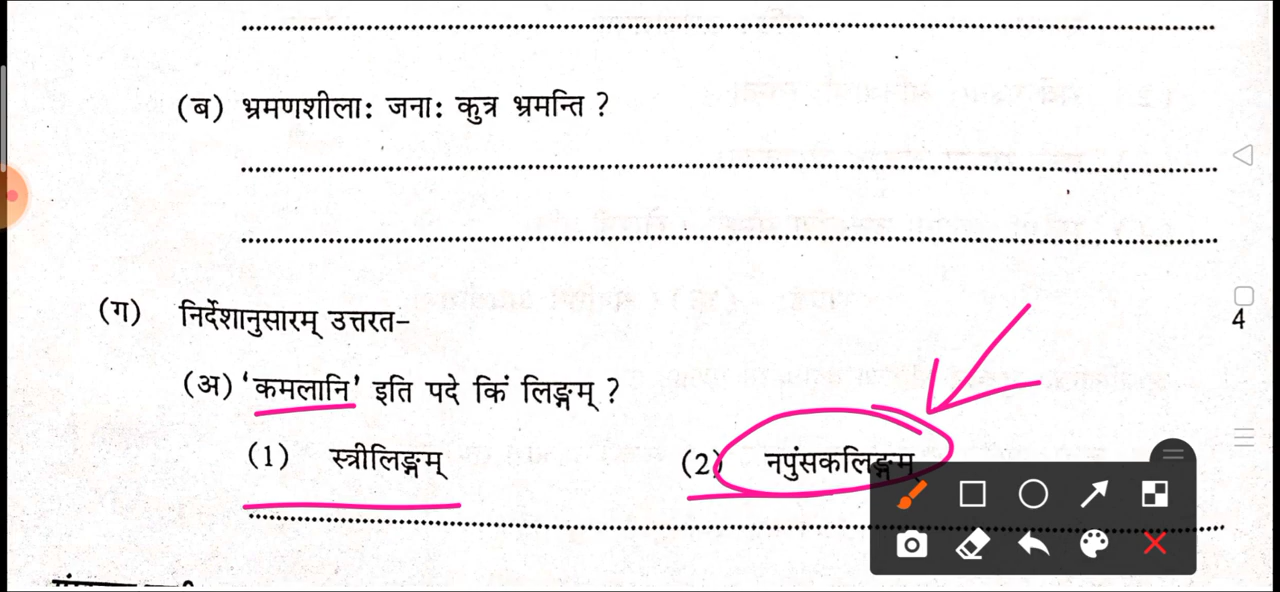 (ब) भ्रमणशीलाः जनाः कुत्र भ्रमन्ति ?
(ग) निर्देशानुसारम् उत्तरत–
4
(अ) 'कमलानि' इति पदे किं लिङ्गम् ?
(1) स्त्रीलिङ्गम् (2) नपुंसकलिङ्गम्